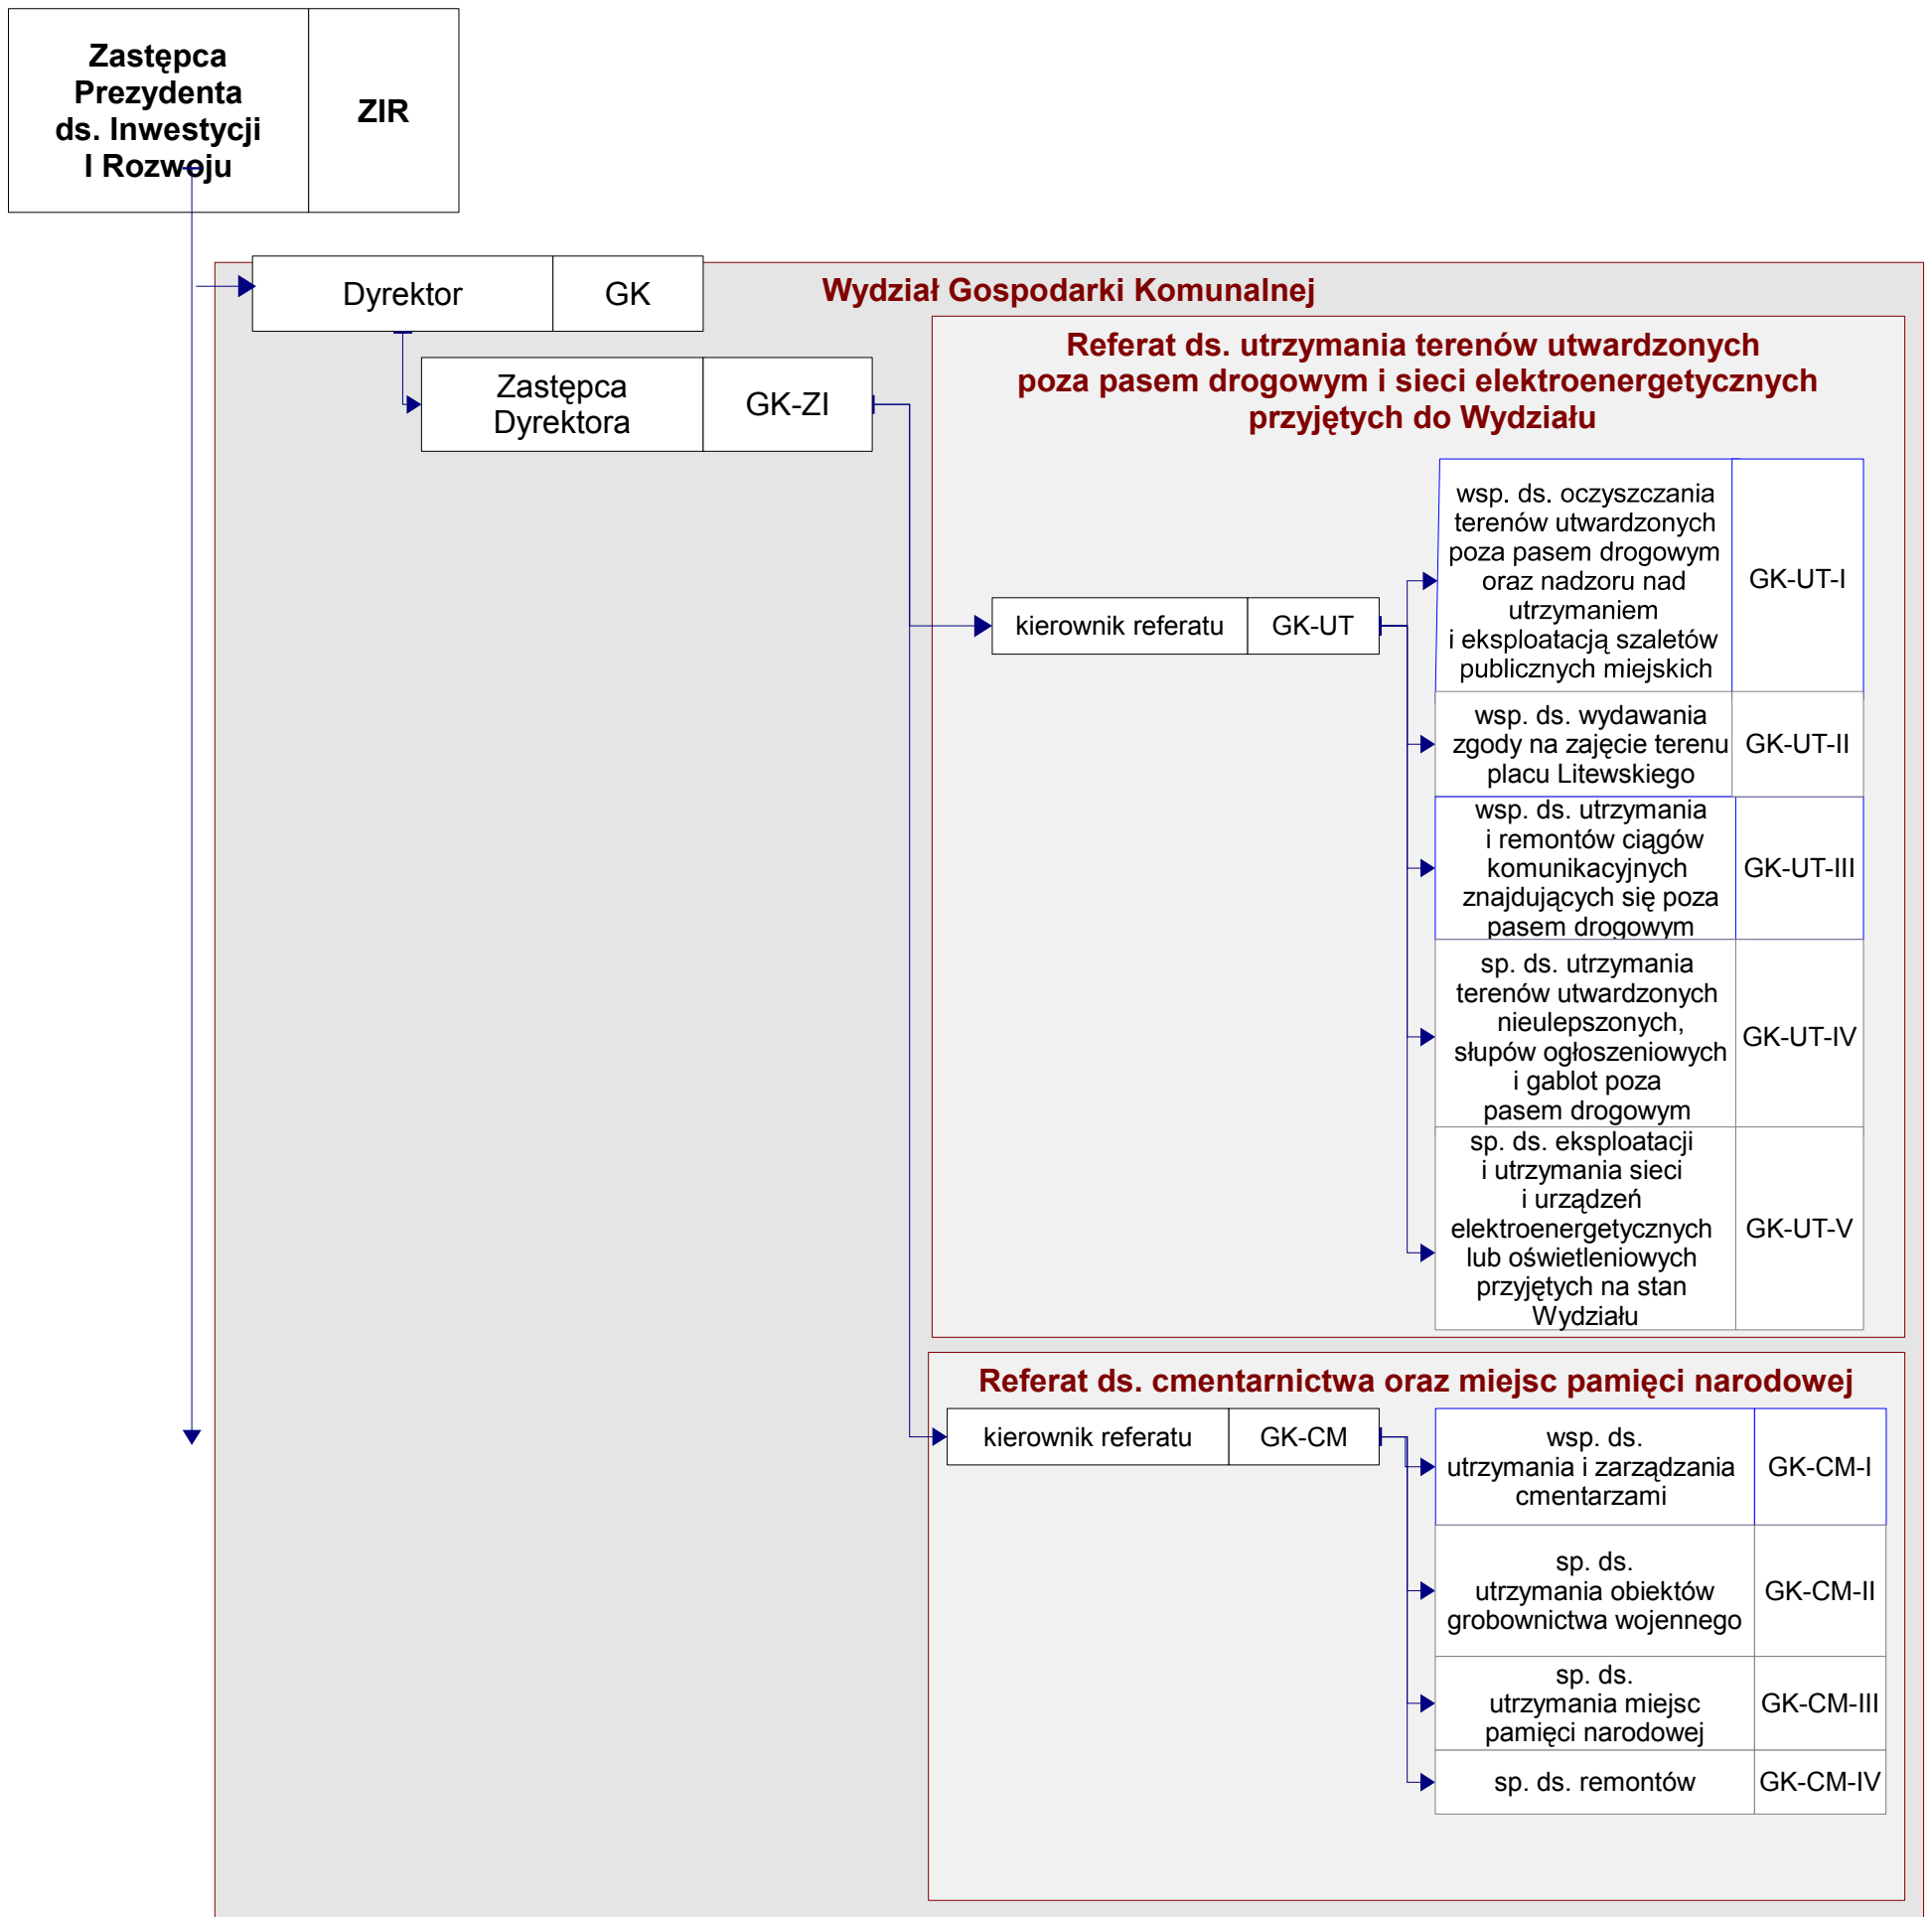 Zastępca
Prezydenta
ds. Inwestycji
I Rozwoju
ZIR
Dyrektor
GK
Wydział Gospodarki Komunalnej
Zastępca
Dyrektora
GK-ZI
Referat ds. utrzymania terenów utwardzonych
poza pasem drogowym i sieci elektroenergetycznych
przyjętych do Wydziału
kierownik referatu
GK-UT
wsp. ds. oczyszczania
terenów utwardzonych
poza pasem drogowym
oraz nadzoru nad
utrzymaniem
i eksploatacją szaletów
publicznych miejskich
GK-UT-I
wsp. ds. wydawania
zgody na zajęcie terenu
placu Litewskiego
GK-UT-II
wsp. ds. utrzymania
i remontów ciągów
komunikacyjnych
znajdujących się poza
pasem drogowym
GK-UT-III
sp. ds. utrzymania
terenów utwardzonych
nieulepszonych,
słupów ogłoszeniowych
i gablot poza
pasem drogowym
GK-UT-IV
sp. ds. eksploatacji
i utrzymania sieci
i urządzeń
elektroenergetycznych
lub oświetleniowych
przyjętych na stan
Wydziału
GK-UT-V
Referat ds. cmentarnictwa oraz miejsc pamięci narodowej
kierownik referatu
GK-CM
wsp. ds.
utrzymania i zarządzania
cmentarzami
GK-CM-I
sp. ds.
utrzymania obiektów
grobownictwa wojennego
GK-CM-II
sp. ds.
utrzymania miejsc
pamięci narodowej
GK-CM-III
sp. ds. remontów
GK-CM-IV